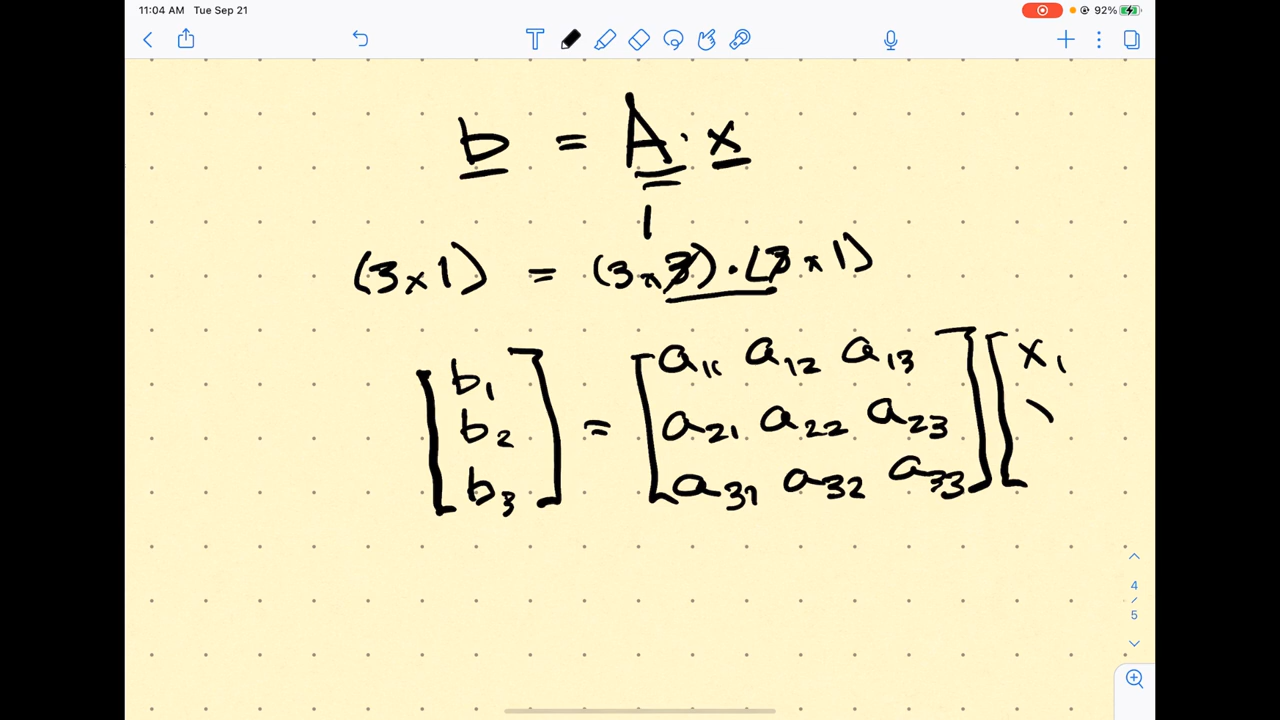 11:04 AM Tue Sep 21 92%
b = A · x
(3 x 1) = (3 x 3) · (3 x 1)
[b1] = [a11 a12 a13] [x1
[b2] = [a21 a22 a23] [
[b3] = [a31 a32 a33] [
4
/
5